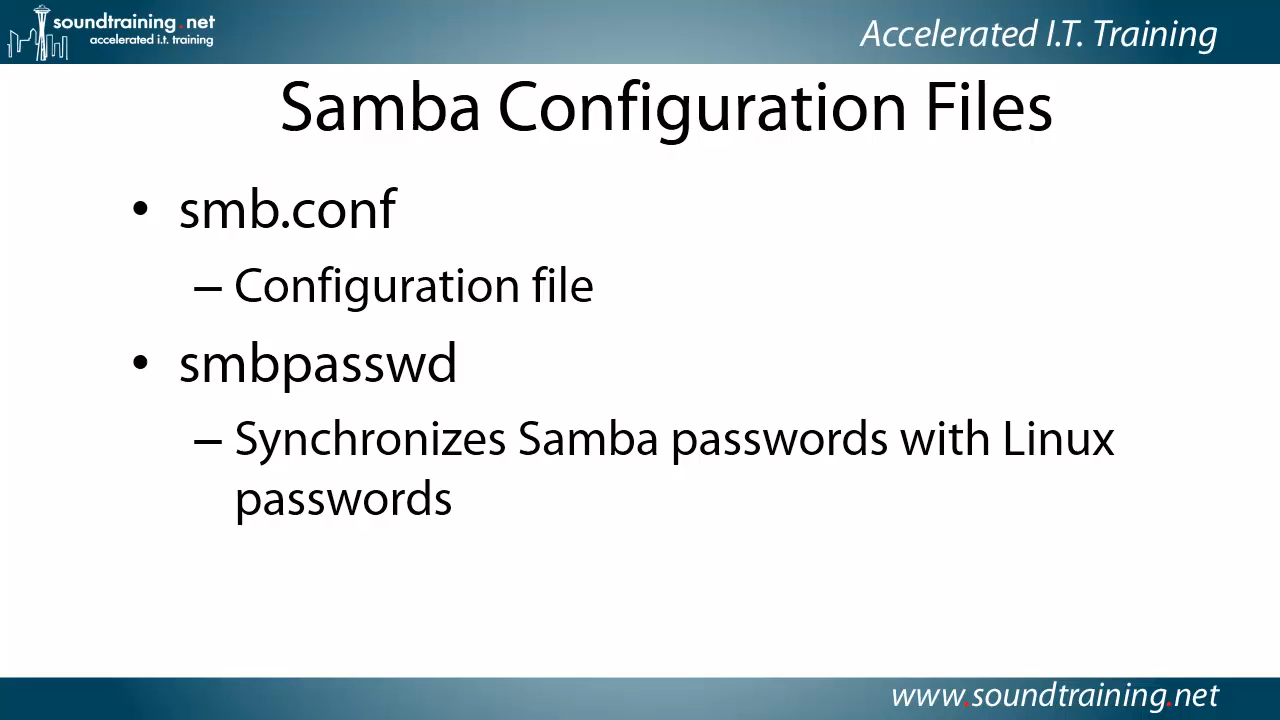 soundtraining.net
accelerated i.t. training
Accelerated I.T. Training
Samba Configuration Files
• smb.conf
– Configuration file
• smbpasswd
– Synchronizes Samba passwords with Linux
passwords
www.soundtraining.net